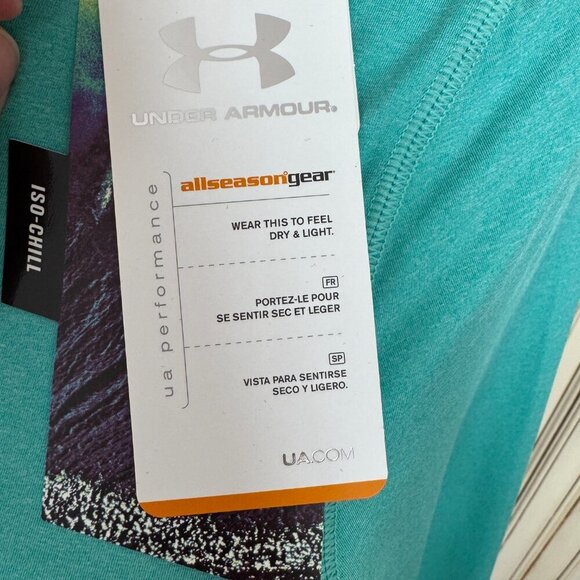 UNDER ARMOUR®
allseasongear™
ua performance
WEAR THIS TO FEEL
DRY & LIGHT.
FR
PORTEZ-LE POUR
SE SENTIR SEC ET LEGER
SP
VISTA PARA SENTIRSE
SECO Y LIGERO.
UA.COM
ISO-CHILL